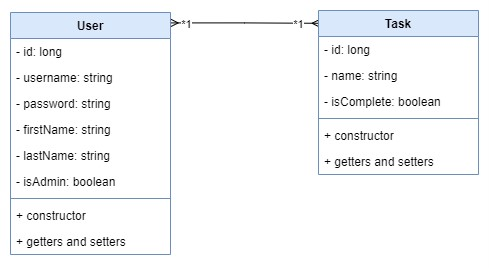 User
- id: long
- username: string
- password: string
- firstName: string
- lastName: string
- isAdmin: boolean
+ constructor
+ getters and setters
*1
*1
Task
- id: long
- name: string
- isComplete: boolean
+ constructor
+ getters and setters